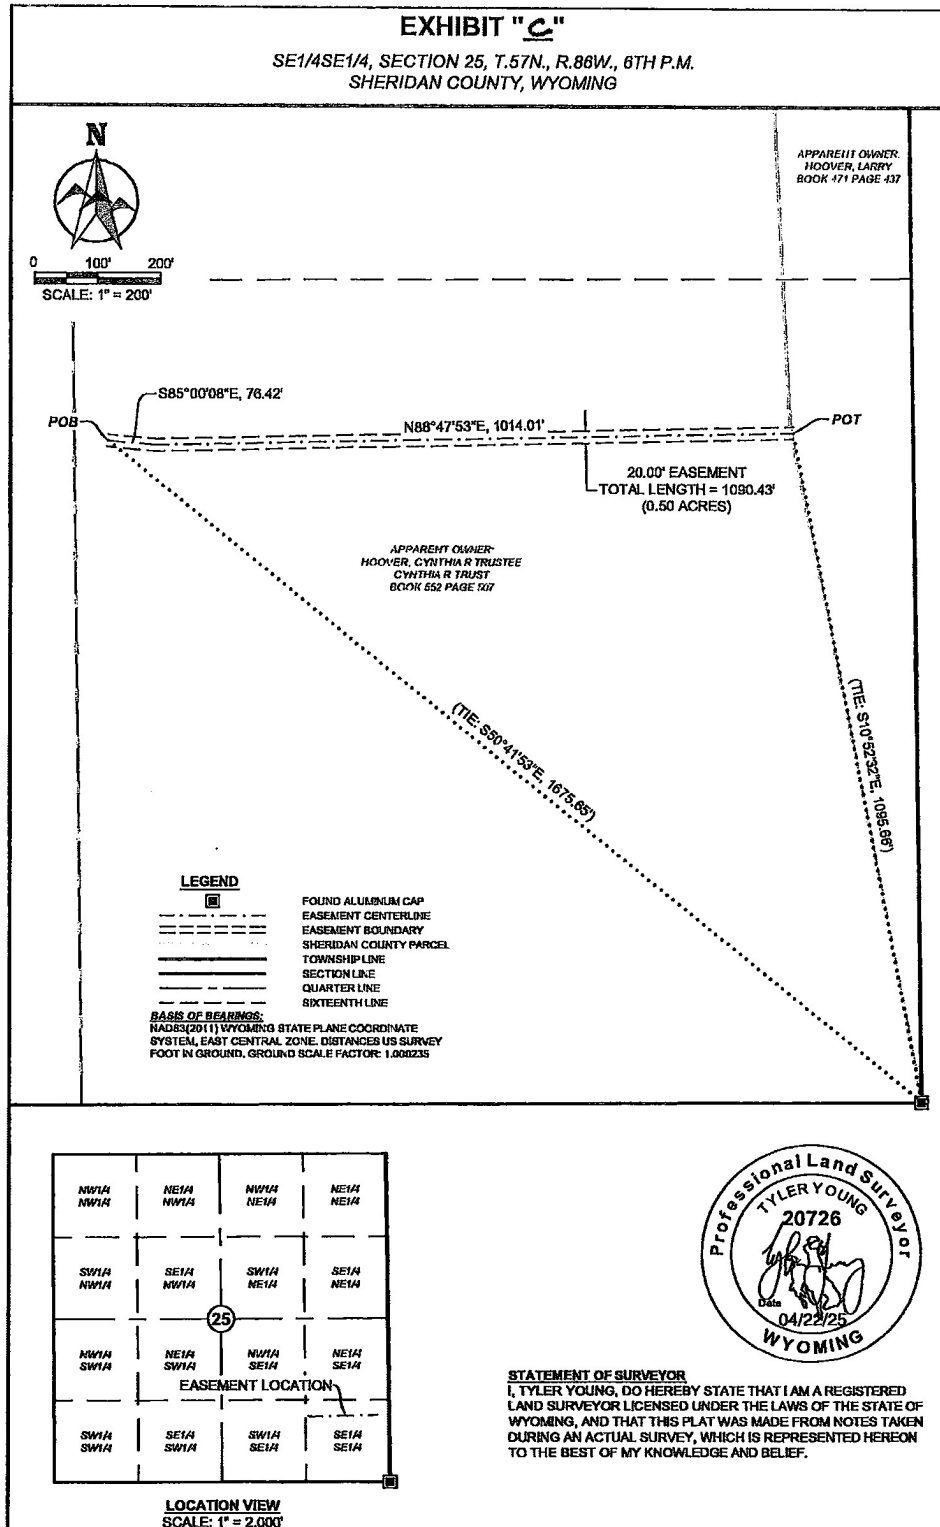 EXHIBIT "C"
SE1/4SE1/4, SECTION 25, T.57N., R.86W., 6TH P.M.
SHERIDAN COUNTY, WYOMING
N
0 100' 200'
SCALE: 1" = 200'
APPARENT OWNER:
HOOVER, LARRY
BOOK 471 PAGE 437
S85°00'08"E, 76.42'
POB
N88°47'53"E, 1014.01'
POT
20.00' EASEMENT
TOTAL LENGTH = 1090.43'
(0.50 ACRES)
APPARENT OWNER:
HOOVER, CYNTHIA R TRUSTEE
CYNTHIA R TRUST
BOOK 552 PAGE 507
(TIE: S50°41'53"E, 1675.65')
(TIE: S10°52'32"E, 1095.66')
LEGEND
FOUND ALUMINUM CAP
EASEMENT CENTERLINE
EASEMENT BOUNDARY
SHERIDAN COUNTY PARCEL
TOWNSHIP LINE
SECTION LINE
QUARTER LINE
SIXTEENTH LINE
BASIS OF BEARINGS:
NAD83(2011) WYOMING STATE PLANE COORDINATE
SYSTEM, EAST CENTRAL ZONE. DISTANCES US SURVEY
FOOT IN GROUND. GROUND SCALE FACTOR: 1.000235
NW1/4 NE1/4 NW1/4 NE1/4
NW1/4 NW1/4 NE1/4 NE1/4
SW1/4 SE1/4 SW1/4 SE1/4
NW1/4 NW1/4 NE1/4 NE1/4
25
NW1/4 NE1/4 NW1/4 NE1/4
SW1/4 SW1/4 SE1/4 SE1/4
EASEMENT LOCATION
SW1/4 SE1/4 SW1/4 SE1/4
SW1/4 SW1/4 SE1/4 SE1/4
LOCATION VIEW
SCALE: 1" = 2,000'
Professional Land Surveyor
TYLER YOUNG
20726
Date
04/22/25
WYOMING
STATEMENT OF SURVEYOR
I, TYLER YOUNG, DO HEREBY STATE THAT I AM A REGISTERED
LAND SURVEYOR LICENSED UNDER THE LAWS OF THE STATE OF
WYOMING, AND THAT THIS PLAT WAS MADE FROM NOTES TAKEN
DURING AN ACTUAL SURVEY, WHICH IS REPRESENTED HEREON
TO THE BEST OF MY KNOWLEDGE AND BELIEF.